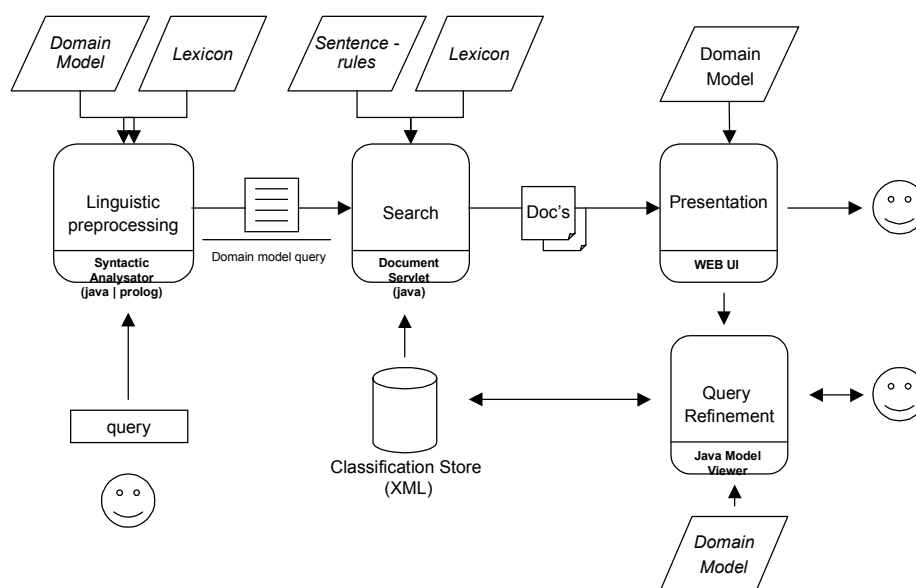 Domain
Model
Lexicon
Sentence -
rules
Lexicon
Domain
Model
Linguistic
preprocessing
Syntactic
Analysator
(java | prolog)
Domain model query
Search
Document
Servlet
(java)
Doc's
Presentation
WEB UI
query
Classification Store
(XML)
Query
Refinement
Java Model
Viewer
Domain
Model